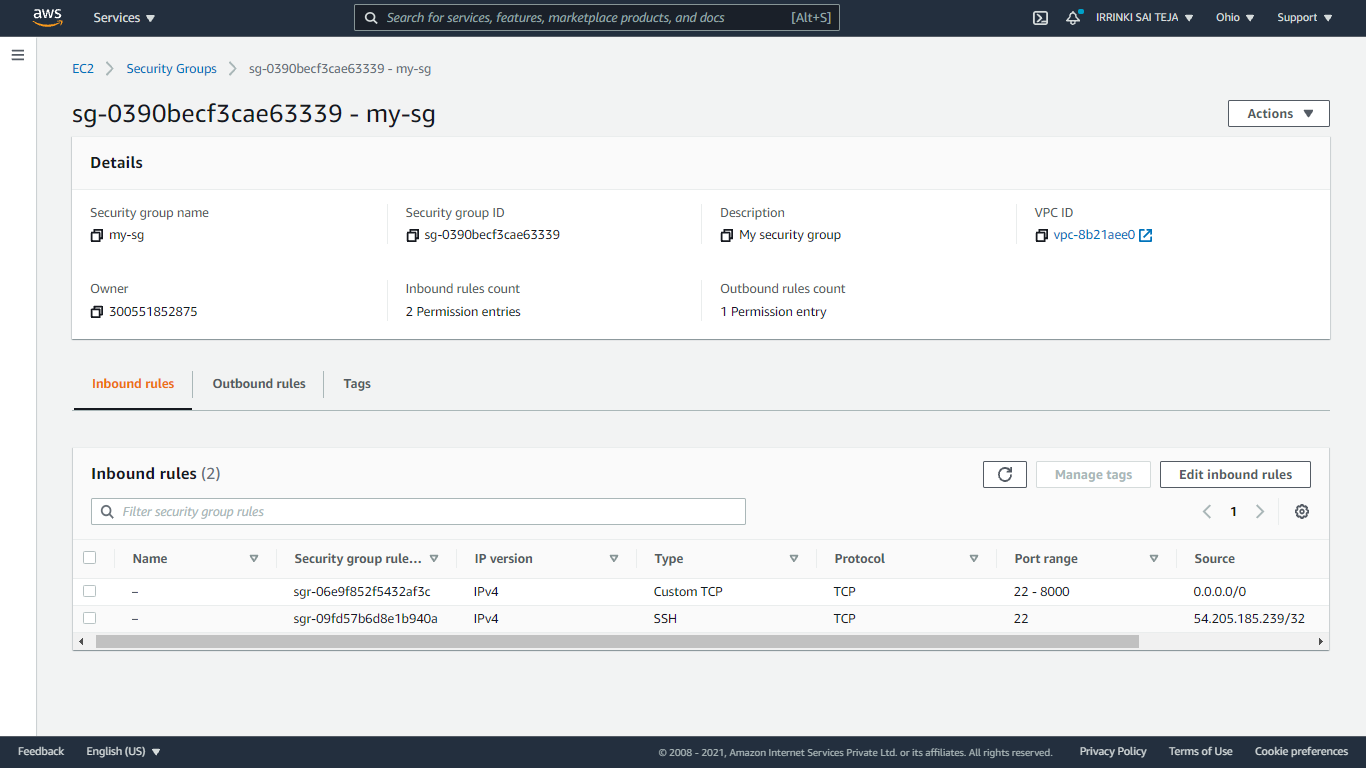 aws Services Search for services, features, marketplace products, and docs [Alt+S] IRRINKI SAI TEJA Ohio Support
EC2 Security Groups sg-0390becf3cae63339 - my-sg
sg-0390becf3cae63339 - my-sg Actions
Details
Security group name Security group ID Description VPC ID
my-sg sg-0390becf3cae63339 My security group vpc-8b21aee0
Owner Inbound rules count Outbound rules count
300551852875 2 Permission entries 1 Permission entry
Inbound rules Outbound rules Tags
Inbound rules (2) Manage tags Edit inbound rules
Filter security group rules 1
Name Security group rule... IP version Type Protocol Port range Source
– sgr-06e9f852f5432af3c IPv4 Custom TCP TCP 22 - 8000 0.0.0.0/0
– sgr-09fd57b6d8e1b940a IPv4 SSH TCP 22 54.205.185.239/32
Feedback English (US) © 2008 - 2021, Amazon Internet Services Private Ltd. or its affiliates. All rights reserved. Privacy Policy Terms of Use Cookie preferences